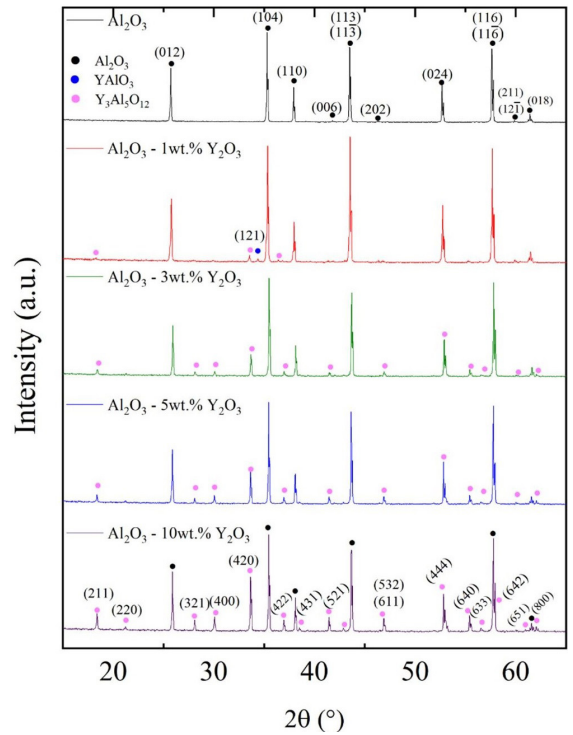 Al₂O₃
(104)
(113)
(113̄)
(116)
(116̄)
(012)
Al₂O₃
YAlO₃
Y₃Al₅O₁₂
(110)
(006)
(202)
(024)
(211)
(121̄)
(018)
Al₂O₃ - 1wt.% Y₂O₃
(121)
Al₂O₃ - 3wt.% Y₂O₃
Al₂O₃ - 5wt.% Y₂O₃
Al₂O₃ - 10wt.% Y₂O₃
(211)
(220)
(321)
(400)
(420)
(422)
(431)
(521)
(532)
(611)
(444)
(640)
(633)
(642)
(651)
(800)
Intensity (a.u.)
20 30 40 50 60
2θ (°)